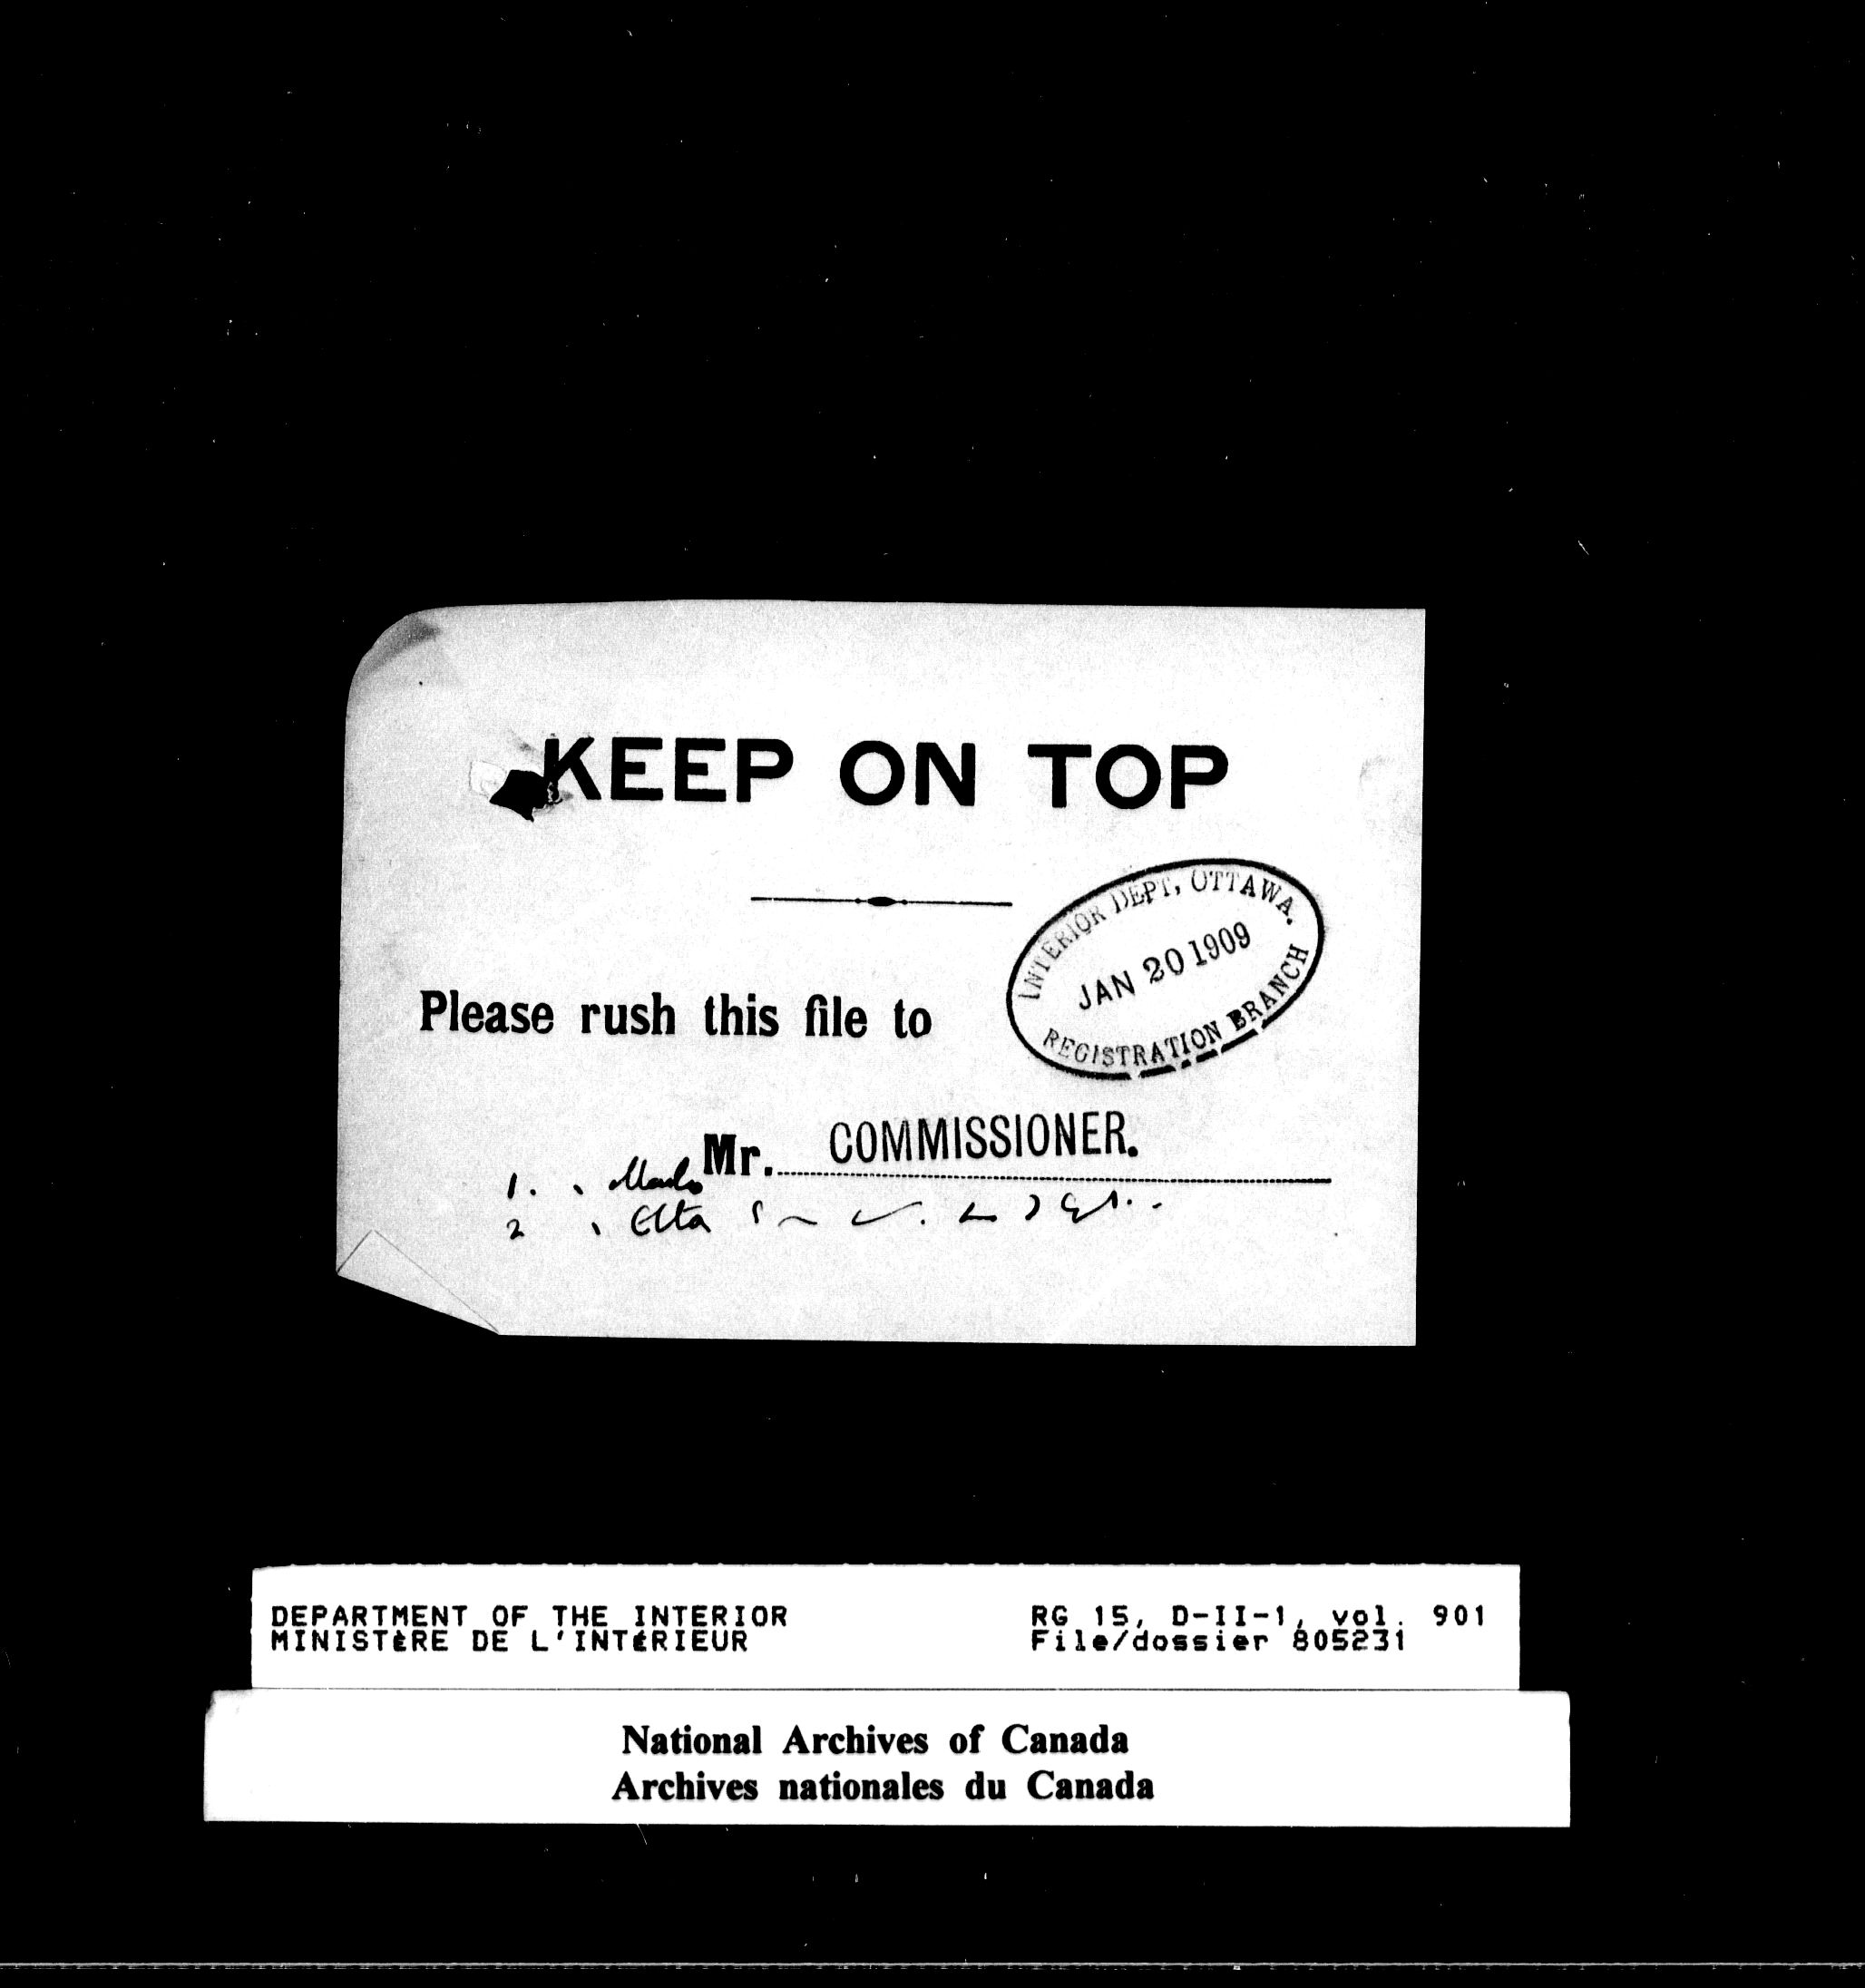 KEEP ON TOP
INTERIOR DEPT, OTTAWA.
JAN 20 1909
REGISTRATION BRANCH
Please rush this file to
Mr. COMMISSIONER.
1.
2 Etta
DEPARTMENT OF THE INTERIOR
MINISTÈRE DE L'INTÉRIEUR
RG 15, D-II-1, vol. 901
File/dossier 805231
National Archives of Canada
Archives nationales du Canada